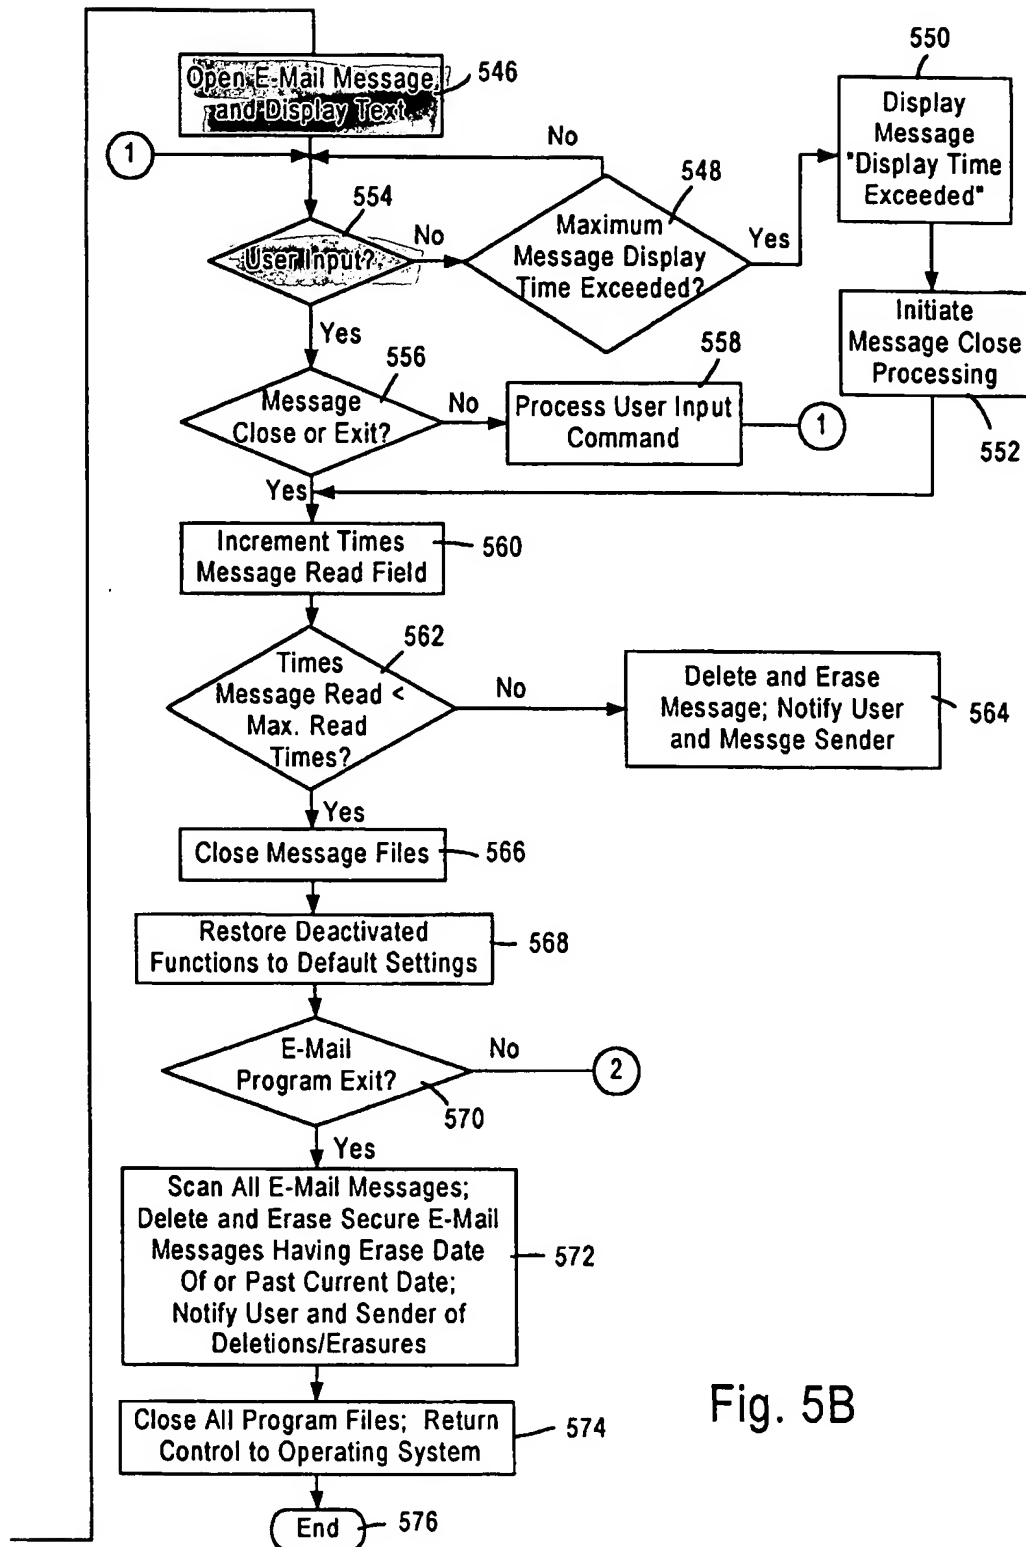 Open E-Mail Message
and Display Text
546
1
554
User Input?
No
No
548
Maximum
Message Display
Time Exceeded?
Yes
550
Display
Message
"Display Time
Exceeded"
Initiate
Message Close
Processing
552
Yes
556
Message
Close or Exit?
No
558
Process User Input
Command
1
Yes
Increment Times
Message Read Field
560
562
Times
Message Read <
Max. Read
Times?
No
Delete and Erase
Message; Notify User
and Messge Sender
564
Yes
Close Message Files
566
Restore Deactivated
Functions to Default Settings
568
E-Mail
Program Exit?
570
No
2
Yes
Scan All E-Mail Messages;
Delete and Erase Secure E-Mail
Messages Having Erase Date
Of or Past Current Date;
Notify User and Sender of
Deletions/Erasures
572
Close All Program Files; Return
Control to Operating System
574
End
576
Fig. 5B